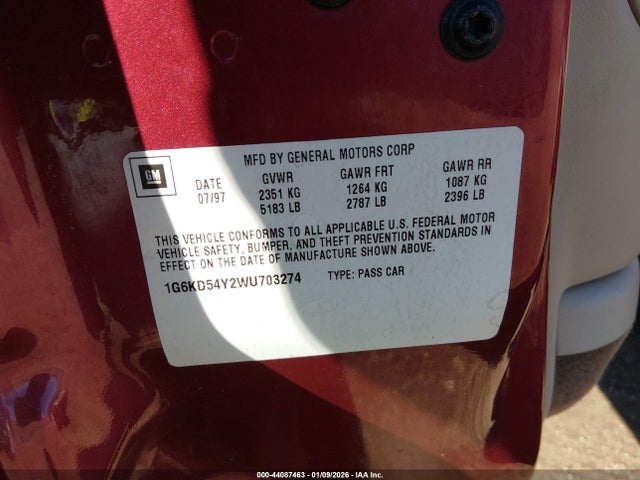 MFD BY GENERAL MOTORS CORP
GM
DATE GVWR GAWR FRT GAWR RR
07/97 2351 KG 1264 KG 1087 KG
5183 LB 2787 LB 2396 LB
THIS VEHICLE CONFORMS TO ALL APPLICABLE U.S. FEDERAL MOTOR
VEHICLE SAFETY, BUMPER, AND THEFT PREVENTION STANDARDS IN
EFFECT ON THE DATE OF MANUFACTURE SHOWN ABOVE.
1G6KD54Y2WU703274 TYPE: PASS CAR
000-44087463 - 01/09/2026 - IAA Inc.